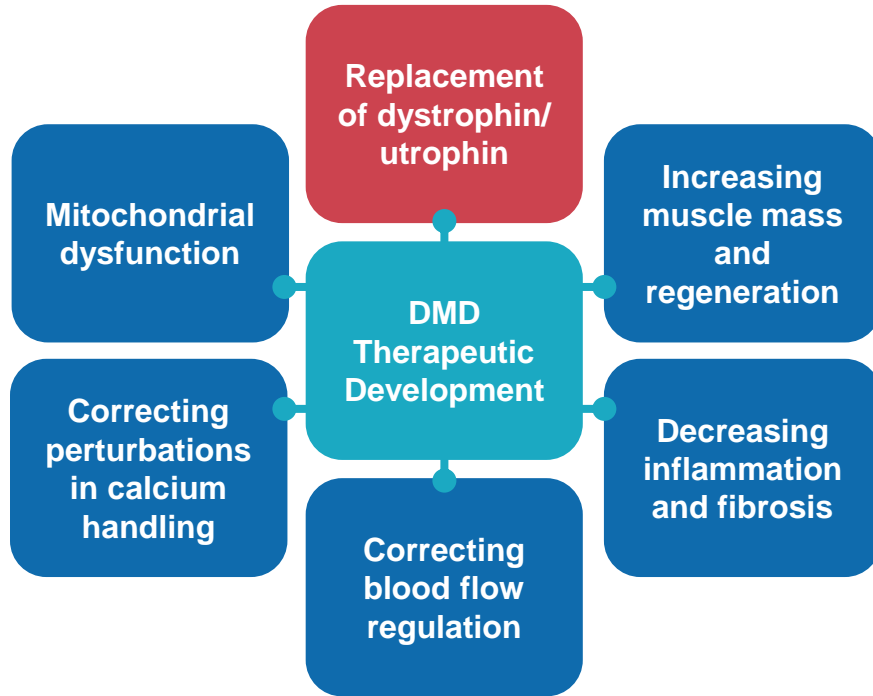 Replacement
of dystrophin/
utrophin
Mitochondrial
dysfunction
Increasing
muscle mass
and
regeneration
DMD
Therapeutic
Development
Correcting
perturbations
in calcium
handling
Decreasing
inflammation
and fibrosis
Correcting
blood flow
regulation